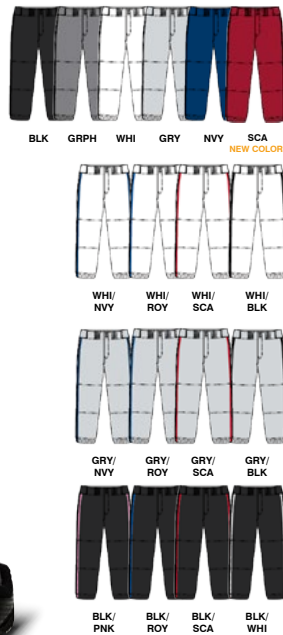 BLK GRPH WHI GRY NVY SCA
NEW COLOR
WHI/ WHI/ WHI/ WHI/
NVY ROY SCA BLK
GRY/ GRY/ GRY/ GRY/
NVY ROY SCA BLK
BLK/ BLK/ BLK/ BLK/
PNK ROY SCA WHI